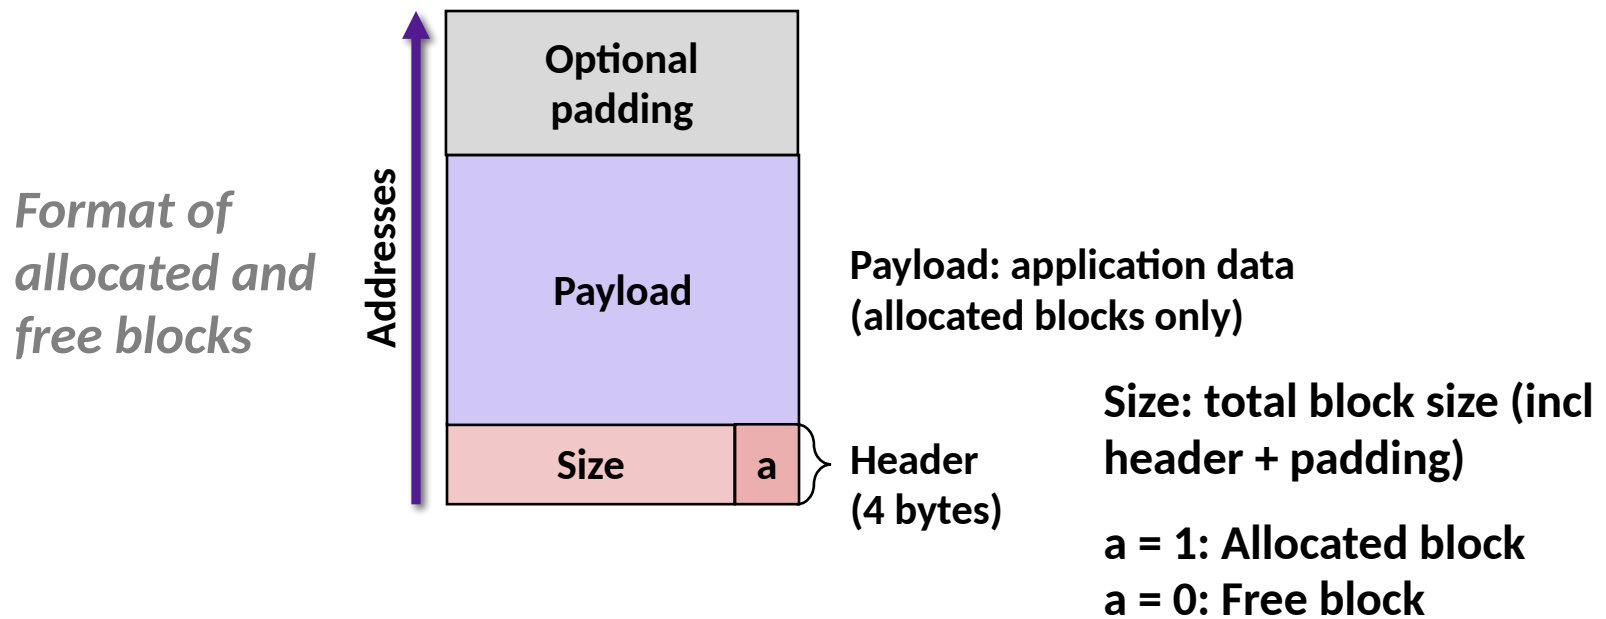 Format of
allocated and
free blocks
Addresses
Optional
padding
Payload
Size
a
Payload: application data
(allocated blocks only)
Header
(4 bytes)
Size: total block size (incl
header + padding)
a = 1: Allocated block
a = 0: Free block